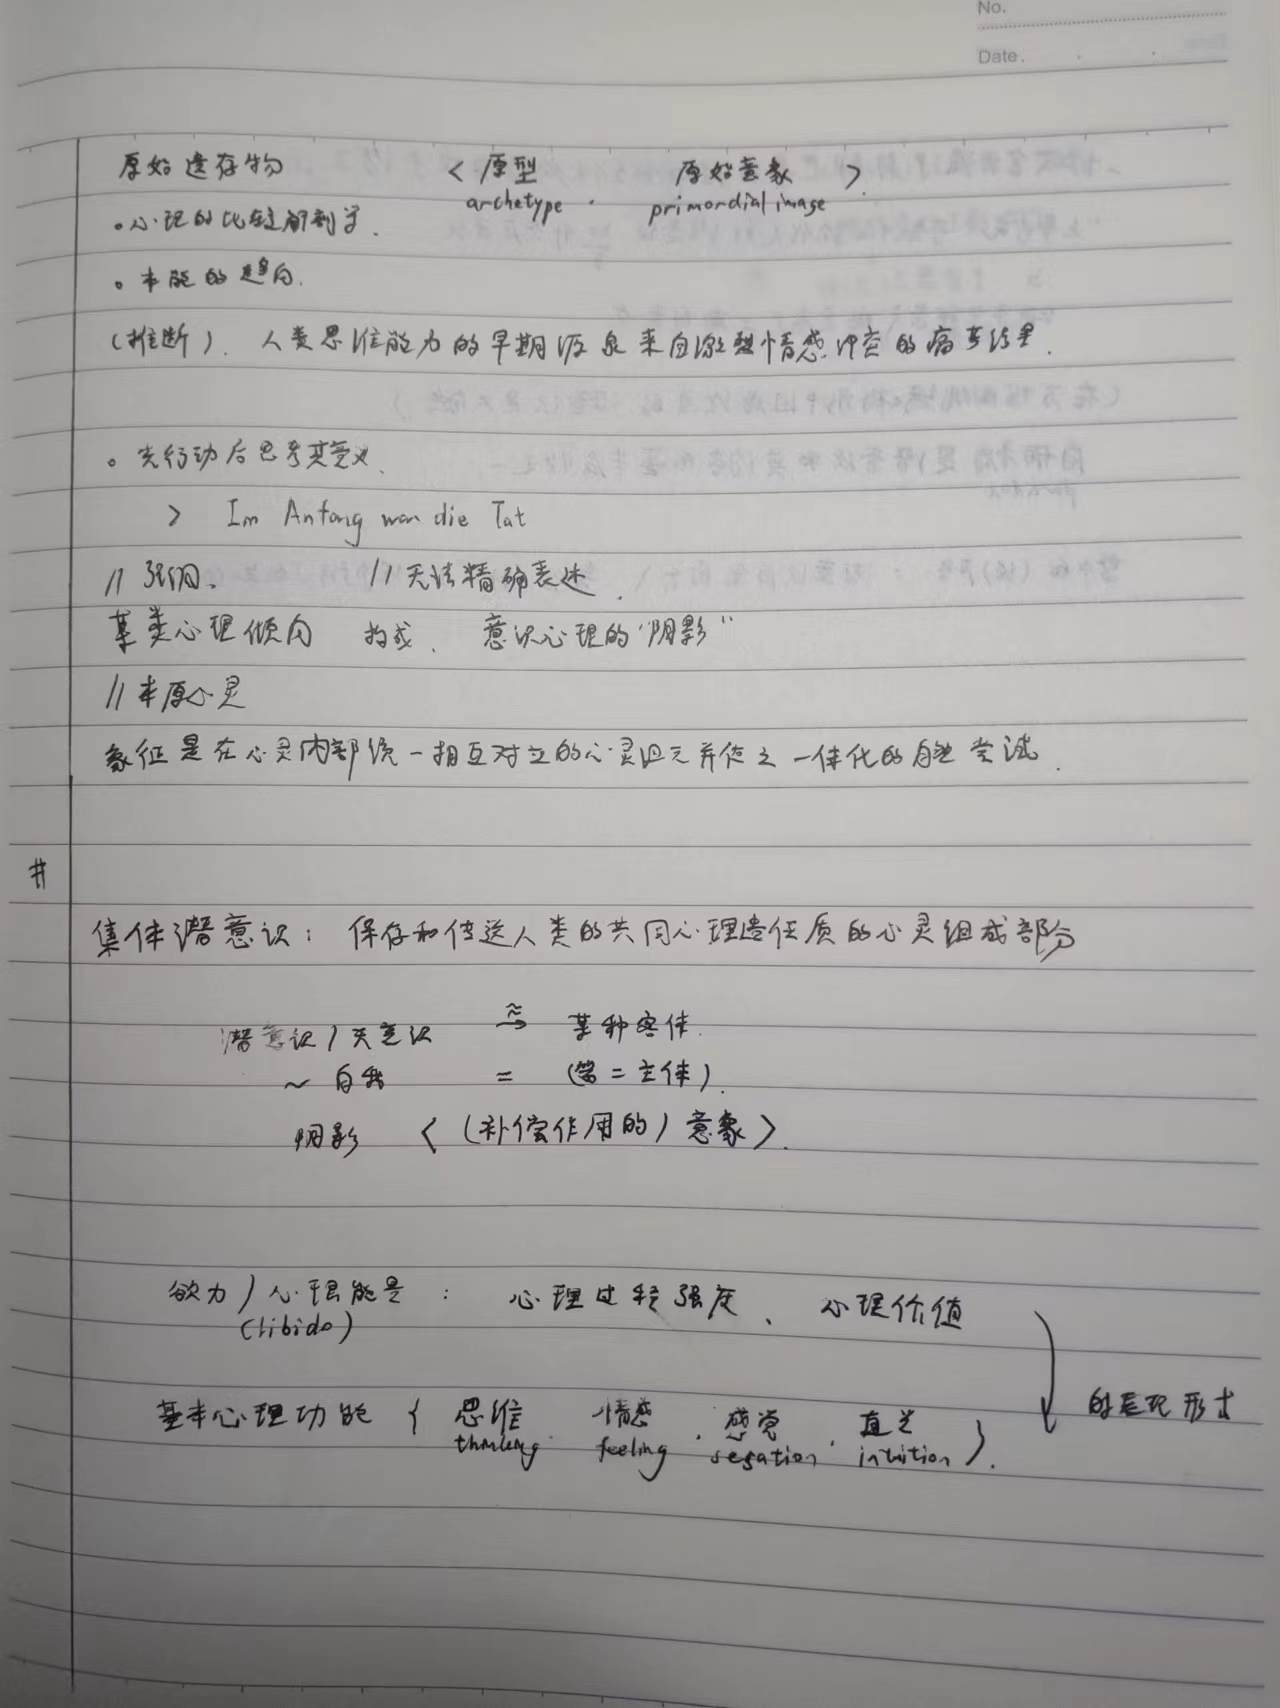 No.
Date.
原始遗存物 < 原型 原始意象 >.
archetype . primordial image
。心理的比较解剖学.
。本能的趋向.
(推断). 人类思维能力的早期源泉来自激烈情感冲突的痛苦结果.
。先行动后思考其意义.
> Im Anfang war die Tat
// 强调. // 无法精确表述.
某类心理倾向 构成. 意识心理的"阴影"
// 本原心灵
象征是在心灵内部统一相互对立的心灵因元并使之一体化的自然尝试.
#
集体潜意识: 保存和传送人类的共同心理遗传质的心灵组成部分
潜意识/无意识 ≈→ 某种客体.
~ 自我 = (第二主体).
阴影 < (补偿作用的) 意象>.
欲力/心理能量: 心理过程强度、心理价值
(libido)
的表现形式
基本心理功能 { 思维 情感. 感觉. 直觉 }.
thinking. feeling segation intuition